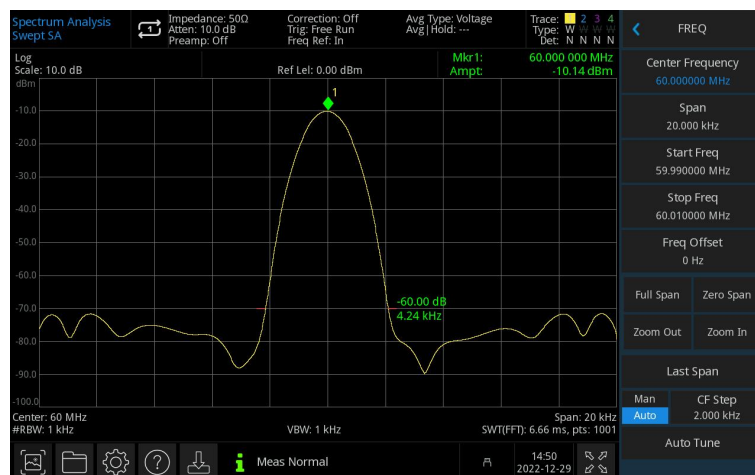 Spectrum Analysis
Swept SA
1
Impedance: 50Ω
Atten: 10.0 dB
Preamp: Off
Correction: Off
Trig: Free Run
Freq Ref: In
Avg Type: Voltage
Avg|Hold: ---
Trace: 1 2 3 4
Type: W W W W
Det: N N N N
FREQ
Log
Scale: 10.0 dB
Ref Lel: 0.00 dBm
Mkr1: 60.000 000 MHz
Ampt: -10.14 dBm
dBm
-10.0
-20.0
-30.0
-40.0
-50.0
-60.0
-70.0
-80.0
-90.0
-100.0
1
-60.00 dB
4.24 kHz
Center: 60 MHz
Span: 20 kHz
#RBW: 1 kHz
VBW: 1 kHz
SWT(FFT): 6.66 ms, pts: 1001
Center Frequency
60.000000 MHz
Span
20.000 kHz
Start Freq
59.990000 MHz
Stop Freq
60.010000 MHz
Freq Offset
0 Hz
Full Span
Zero Span
Zoom Out
Zoom In
Last Span
Man
Auto
CF Step
2.000 kHz
Auto Tune
?
i
Meas Normal
14:50
2022-12-29